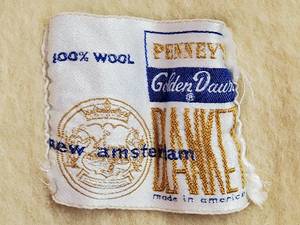 100% WOOL
PENNEY'S
Golden Dawn
®
new amsterdam
BLANKET
made in america